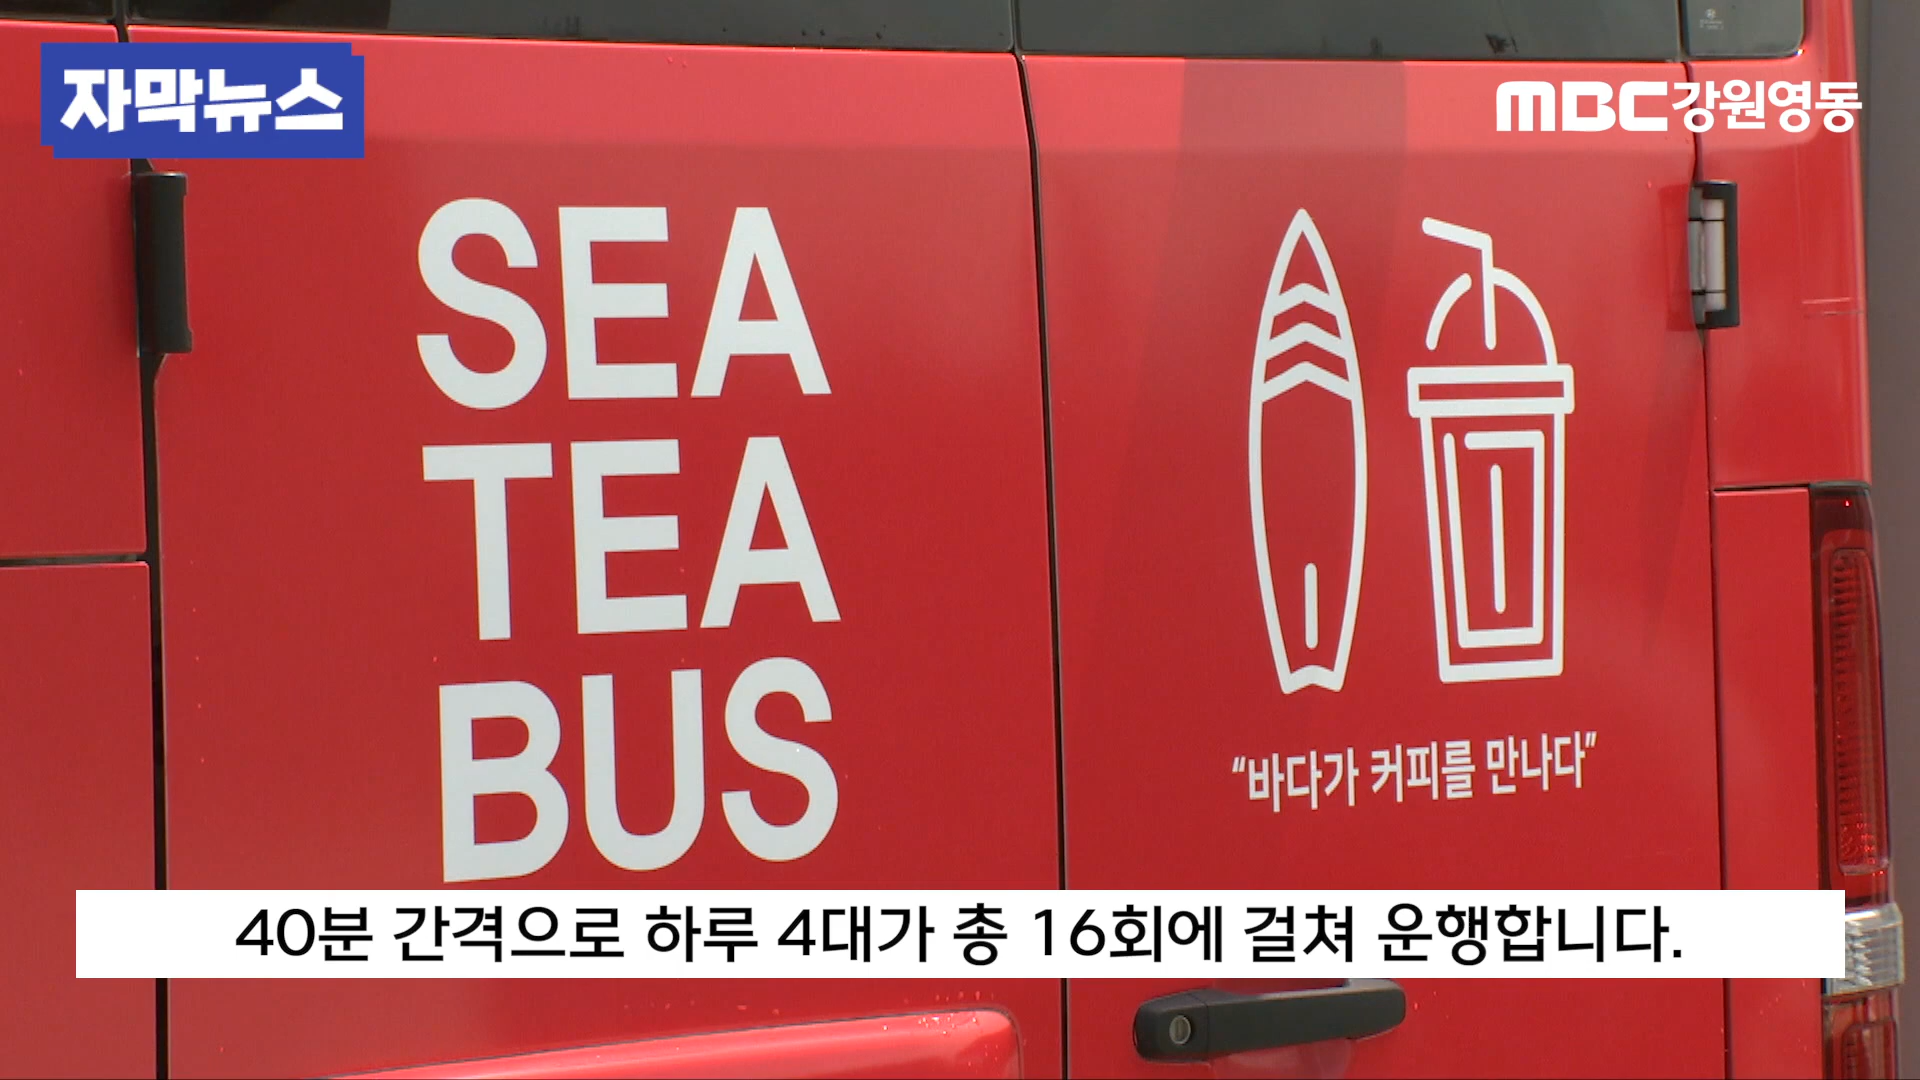 자막뉴스
MBC강원영동
SEA
TEA
BUS
“바다가 커피를 만나다”
40분 간격으로 하루 4대가 총 16회에 걸쳐 운행합니다.